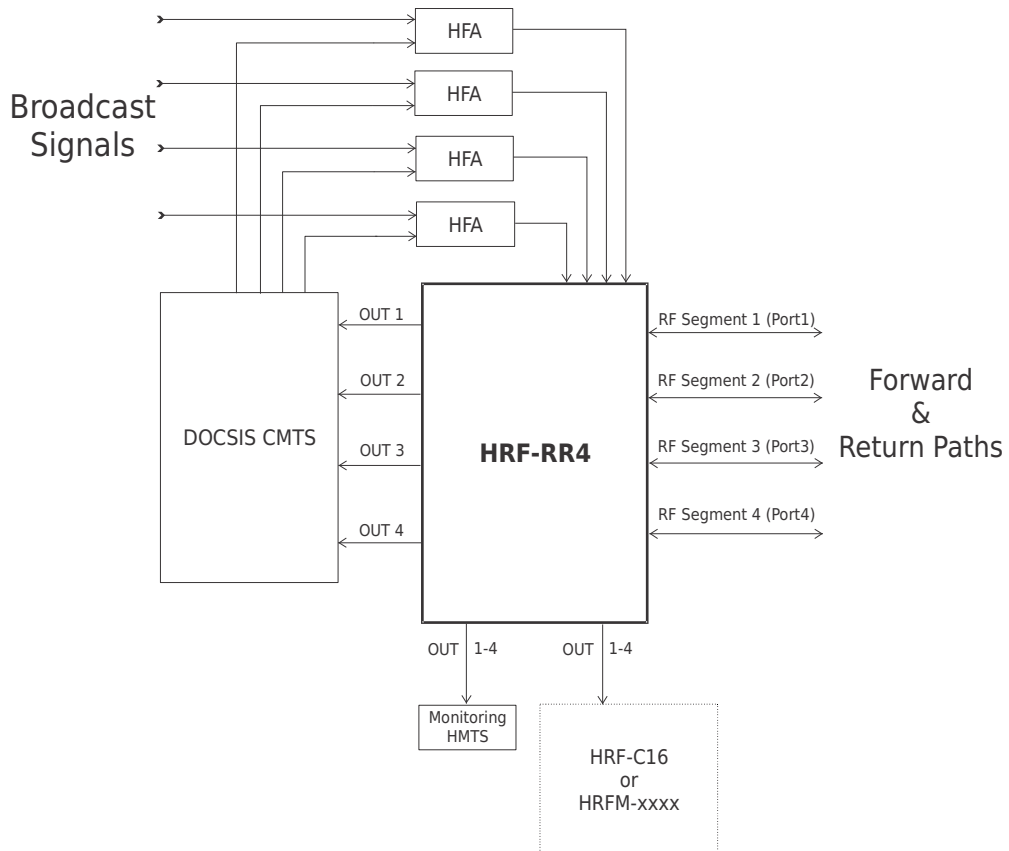 HFA
HFA
Broadcast
Signals
HFA
HFA
OUT 1
RF Segment 1 (Port1)
OUT 2
RF Segment 2 (Port2)
Forward
&
Return Paths
DOCSIS CMTS
HRF-RR4
OUT 3
RF Segment 3 (Port3)
OUT 4
RF Segment 4 (Port4)
OUT 1-4
OUT 1-4
Monitoring
HMTS
HRF-C16
or
HRFM-xxxx